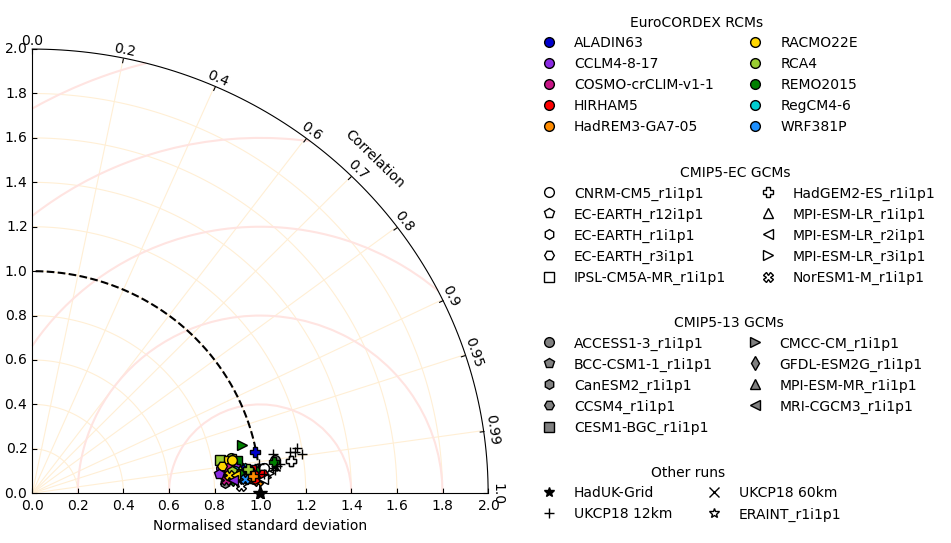 0.0
0.2
0.4
0.6
0.7
0.8
0.9
0.95
0.99
1.0
Correlation
2.0
1.8
1.6
1.4
1.2
1.0
0.8
0.6
0.4
0.2
0.0
0.0 0.2 0.4 0.6 0.8 1.0 1.2 1.4 1.6 1.8 2.0
Normalised standard deviation
EuroCORDEX RCMs
ALADIN63
CCLM4-8-17
COSMO-crCLIM-v1-1
HIRHAM5
HadREM3-GA7-05
RACMO22E
RCA4
REMO2015
RegCM4-6
WRF381P
CMIP5-EC GCMs
CNRM-CM5_r1i1p1
EC-EARTH_r12i1p1
EC-EARTH_r1i1p1
EC-EARTH_r3i1p1
IPSL-CM5A-MR_r1i1p1
HadGEM2-ES_r1i1p1
MPI-ESM-LR_r1i1p1
MPI-ESM-LR_r2i1p1
MPI-ESM-LR_r3i1p1
NorESM1-M_r1i1p1
CMIP5-13 GCMs
ACCESS1-3_r1i1p1
BCC-CSM1-1_r1i1p1
CanESM2_r1i1p1
CCSM4_r1i1p1
CESM1-BGC_r1i1p1
CMCC-CM_r1i1p1
GFDL-ESM2G_r1i1p1
MPI-ESM-MR_r1i1p1
MRI-CGCM3_r1i1p1
Other runs
HadUK-Grid
UKCP18 12km
UKCP18 60km
ERAINT_r1i1p1